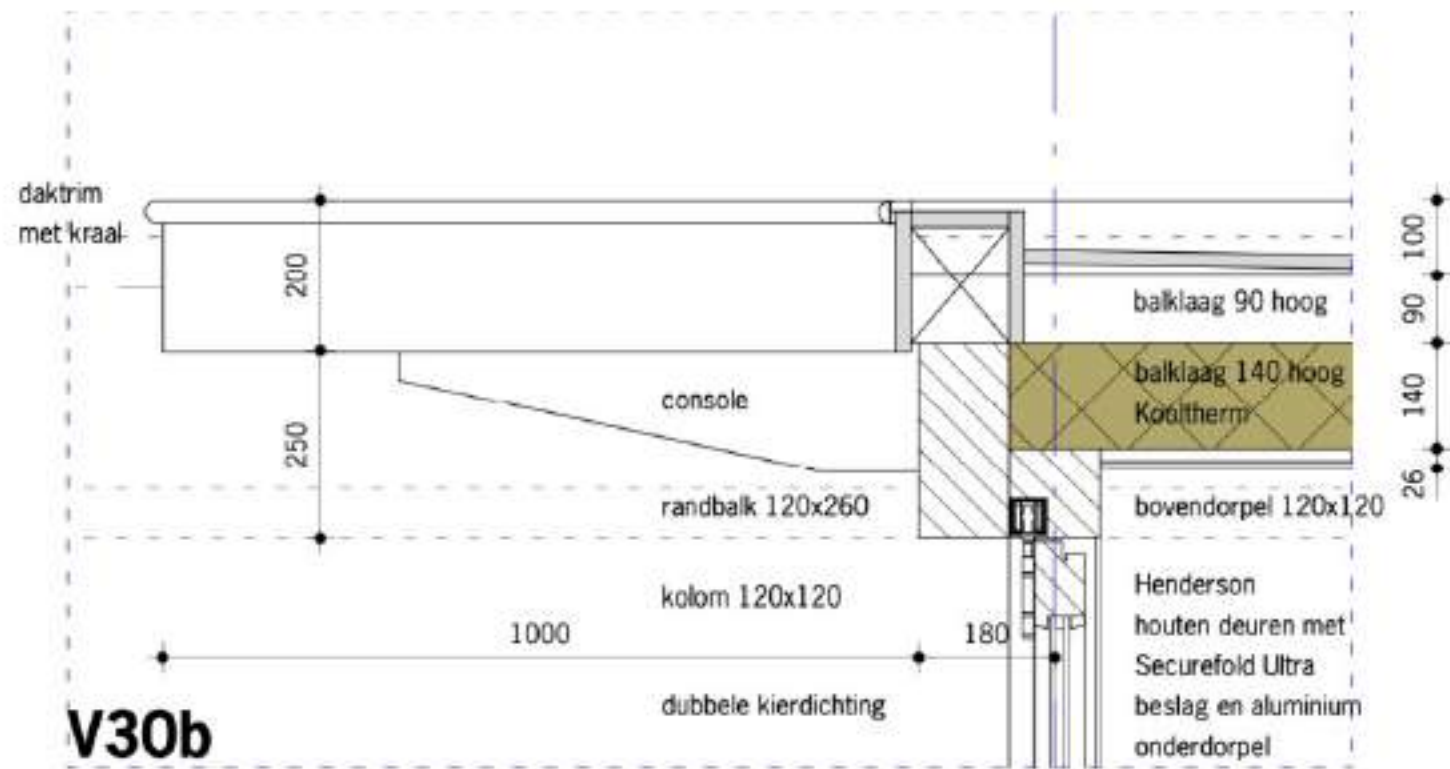 daktrim
met kraal
200
250
console
randbalk 120x260
kolom 120x120
1000
180
dubbele kierdichting
V30b
balklaag 90 hoog
balklaag 140 hoog
Kooltherm
bovendorpel 120x120
Henderson
houten deuren met
Securefold Ultra
beslag en aluminium
onderdorpel
100
90
140
26